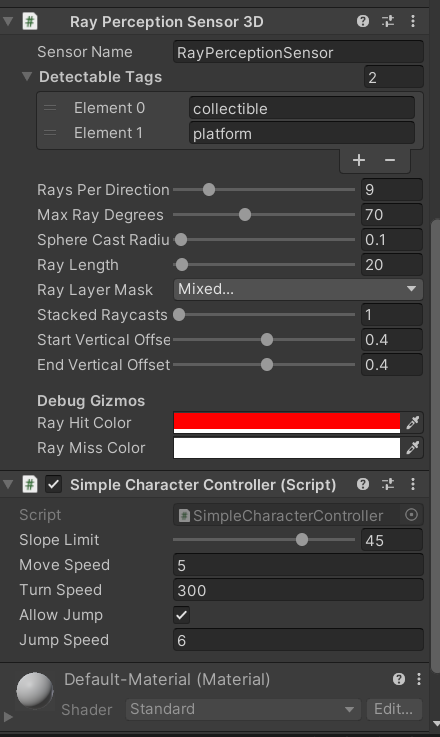 Ray Perception Sensor 3D
Sensor Name RayPerceptionSensor
Detectable Tags 2
Element 0 collectible
Element 1 platform
Rays Per Direction 9
Max Ray Degrees 70
Sphere Cast Radiu 0.1
Ray Length 20
Ray Layer Mask Mixed...
Stacked Raycasts 1
Start Vertical Offse 0.4
End Vertical Offset 0.4
Debug Gizmos
Ray Hit Color
Ray Miss Color
Simple Character Controller (Script)
Script SimpleCharacterController
Slope Limit 45
Move Speed 5
Turn Speed 300
Allow Jump
Jump Speed 6
Default-Material (Material)
Shader Standard Edit...